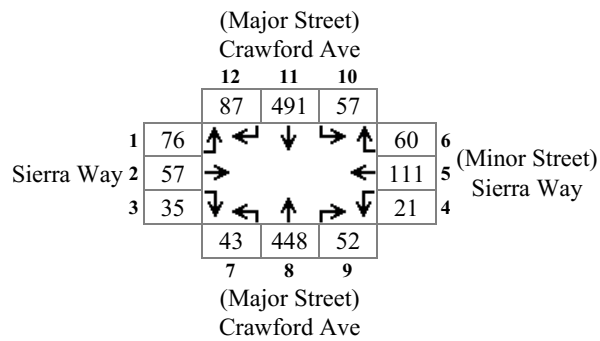 (Major Street)
Crawford Ave
12 11 10
87 491 57
1 76 60 6
(Minor Street)
Sierra Way 2 57 111 5
Sierra Way
3 35 21 4
43 448 52
7 8 9
(Major Street)
Crawford Ave